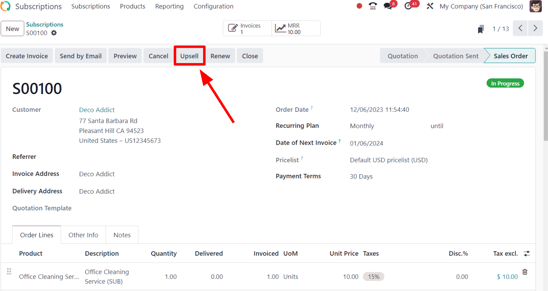 Subscriptions Subscriptions Products Reporting Configuration 6 41 My Company (San Francisco)
New Subscriptions S00100 Invoices 1 MRR 10.00 1 / 13
Create Invoice Send by Email Preview Cancel Upsell Renew Close Quotation Quotation Sent Sales Order
In Progress
S00100
Customer Deco Addict Order Date ? 12/06/2023 11:54:40
77 Santa Barbara Rd
Pleasant Hill CA 94523 Recurring Plan Monthly until
United States – US12345673 Date of Next Invoice ? 01/06/2024
Referrer Pricelist ? Default USD pricelist (USD)
Invoice Address Deco Addict Payment Terms 30 Days
Delivery Address Deco Addict
Quotation Template
Order Lines Other Info Notes
Product Description Quantity Delivered Invoiced UoM Unit Price Taxes Disc.% Tax excl.
Office Cleaning Ser... Office Cleaning Service (SUB) 1.00 0.00 1.00 Units 10.00 15% 0.00 $ 10.00